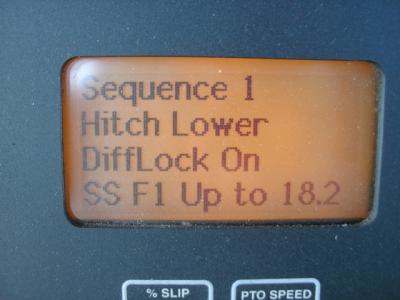 Sequence 1
Hitch Lower
DiffLock On
SS F1 Up to 18.2
% SLIP
PTO SPEED